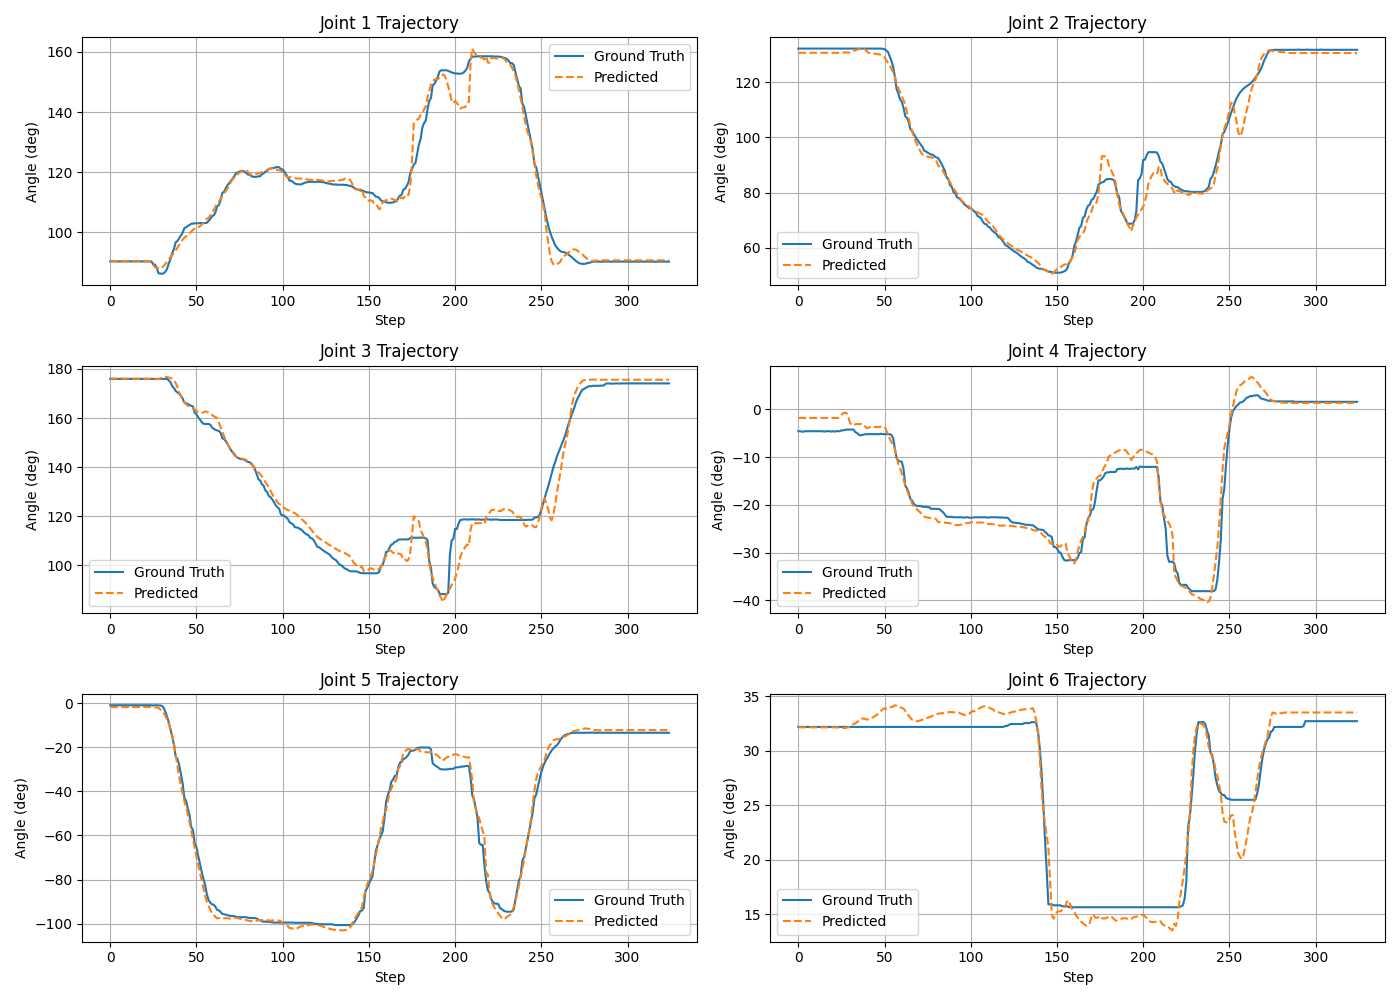 Joint 1 Trajectory
Angle (deg)
160
140
120
100
Ground Truth
Predicted
0 50 100 150 200 250 300
Step
Joint 2 Trajectory
Angle (deg)
120
100
80
60
Ground Truth
Predicted
0 50 100 150 200 250 300
Step
Joint 3 Trajectory
Angle (deg)
180
160
140
120
100
Ground Truth
Predicted
0 50 100 150 200 250 300
Step
Joint 4 Trajectory
Angle (deg)
0
−10
−20
−30
−40
Ground Truth
Predicted
0 50 100 150 200 250 300
Step
Joint 5 Trajectory
Angle (deg)
0
−20
−40
−60
−80
−100
Ground Truth
Predicted
0 50 100 150 200 250 300
Step
Joint 6 Trajectory
Angle (deg)
35
30
25
20
15
Ground Truth
Predicted
0 50 100 150 200 250 300
Step